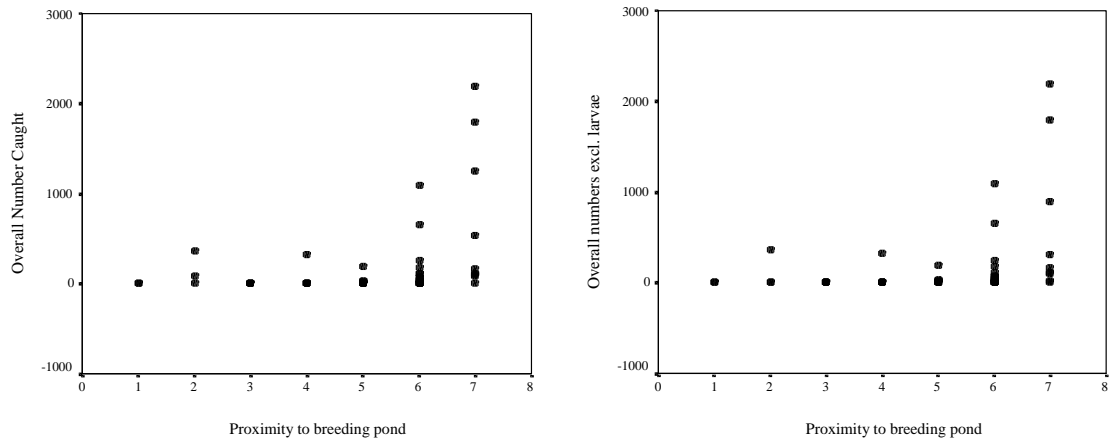 3000
2000
1000
0
-1000
0 1 2 3 4 5 6 7 8
Overall Number Caught
Proximity to breeding pond
3000
2000
1000
0
-1000
0 1 2 3 4 5 6 7 8
Overall numbers excl. larvae
Proximity to breeding pond